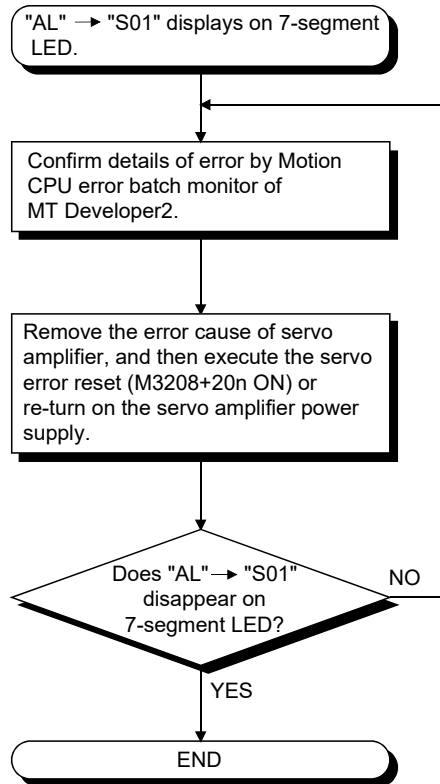 "AL" → "S01" displays on 7-segment
LED.
Confirm details of error by Motion
CPU error batch monitor of
MT Developer2.
Remove the error cause of servo
amplifier, and then execute the servo
error reset (M3208+20n ON) or
re-turn on the servo amplifier power
supply.
Does "AL" → "S01"
disappear on
7-segment LED?
NO
YES
END